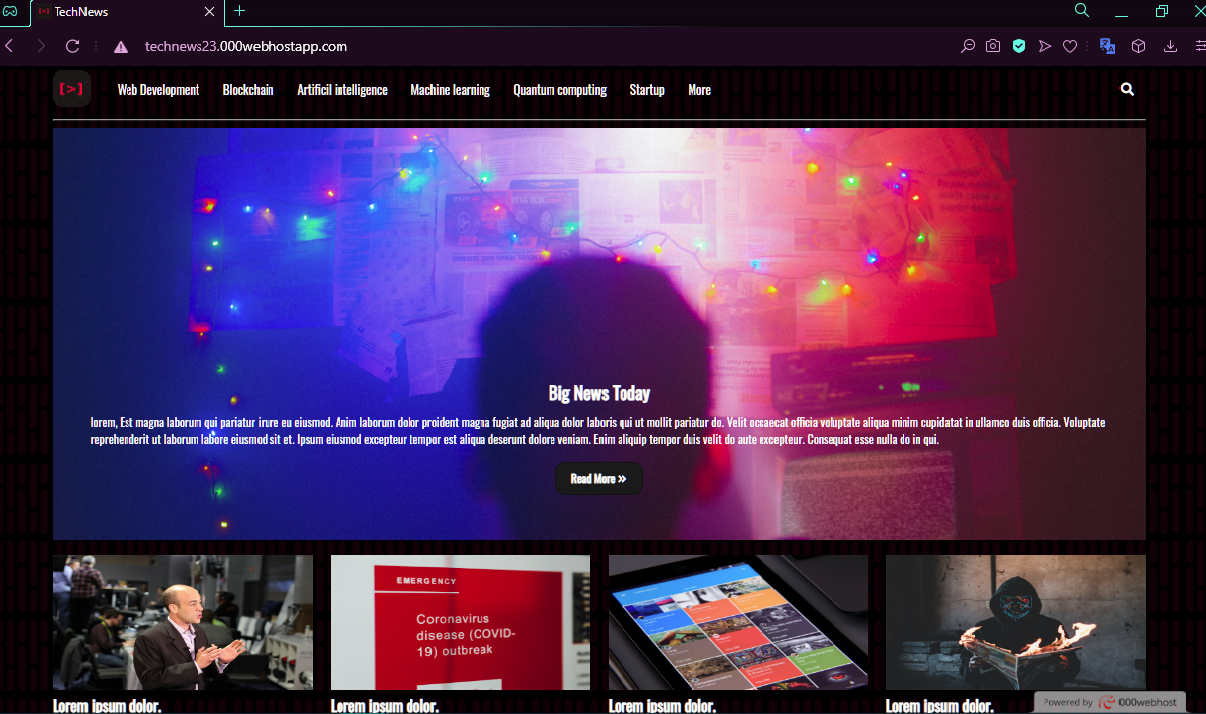 TechNews
technews23.000webhostapp.com
[>]
Web Development
Blockchain
Artificil intelligence
Machine learning
Quantum computing
Startup
More
Big News Today
lorem, Est magna laborum qui pariatur irure eu eiusmod. Anim laborum dolor proident magna fugiat ad aliqua dolor laboris qui ut mollit pariatur do. Velit occaecat officia voluptate aliqua minim cupidatat in ullamco duis officia. Voluptate
reprehenderit ut laborum labore eiusmod sit et. Ipsum eiusmod excepteur tempor est aliqua deserunt dolore veniam. Enim aliquip tempor duis velit do aute excepteur. Consequat esse nulla do in qui.
Read More »
EMERGENCY
Coronavirus
disease (COVID-
19) outbreak
Lorem ipsum dolor.
Lorem ipsum dolor.
Lorem ipsum dolor.
Lorem ipsum dolor.
Powered by 000webhost